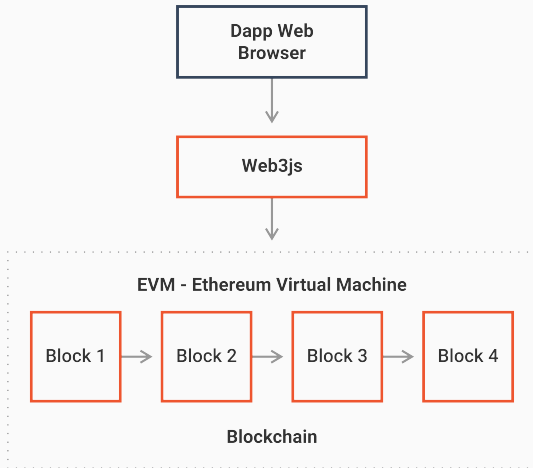 Dapp Web
Browser
Web3js
EVM - Ethereum Virtual Machine
Block 1
Block 2
Block 3
Block 4
Blockchain